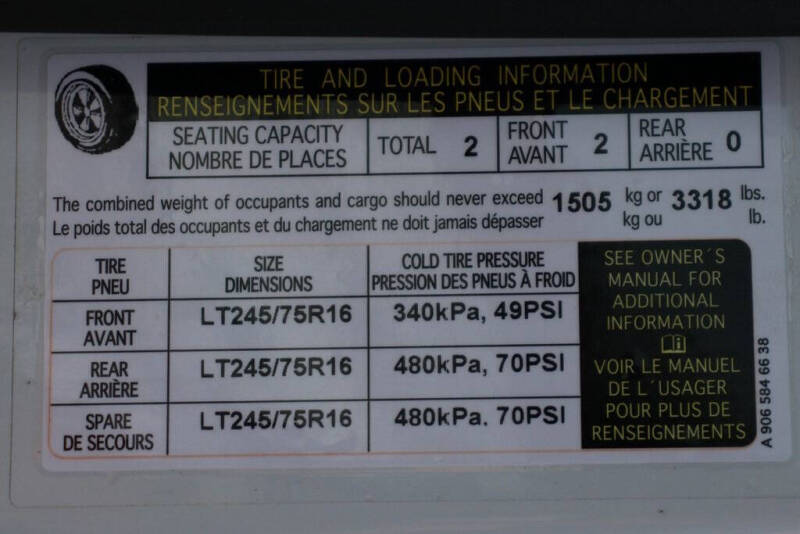 TIRE AND LOADING INFORMATION
RENSEIGNEMENTS SUR LES PNEUS ET LE CHARGEMENT
SEATING CAPACITY
NOMBRE DE PLACES
TOTAL 2
FRONT
AVANT 2
REAR
ARRIÈRE 0
The combined weight of occupants and cargo should never exceed 1505 kg or 3318 lbs.
Le poids total des occupants et du chargement ne doit jamais dépasser kg ou lb.
TIRE
PNEU
SIZE
DIMENSIONS
COLD TIRE PRESSURE
PRESSION DES PNEUS À FROID
FRONT
AVANT
LT245/75R16
340kPa, 49PSI
REAR
ARRIÈRE
LT245/75R16
480kPa, 70PSI
SPARE
DE SECOURS
LT245/75R16
480kPa. 70PSI
SEE OWNER´S
MANUAL FOR
ADDITIONAL
INFORMATION
VOIR LE MANUEL
DE L´USAGER
POUR PLUS DE
RENSEIGNEMENTS
A 906 584 66 38